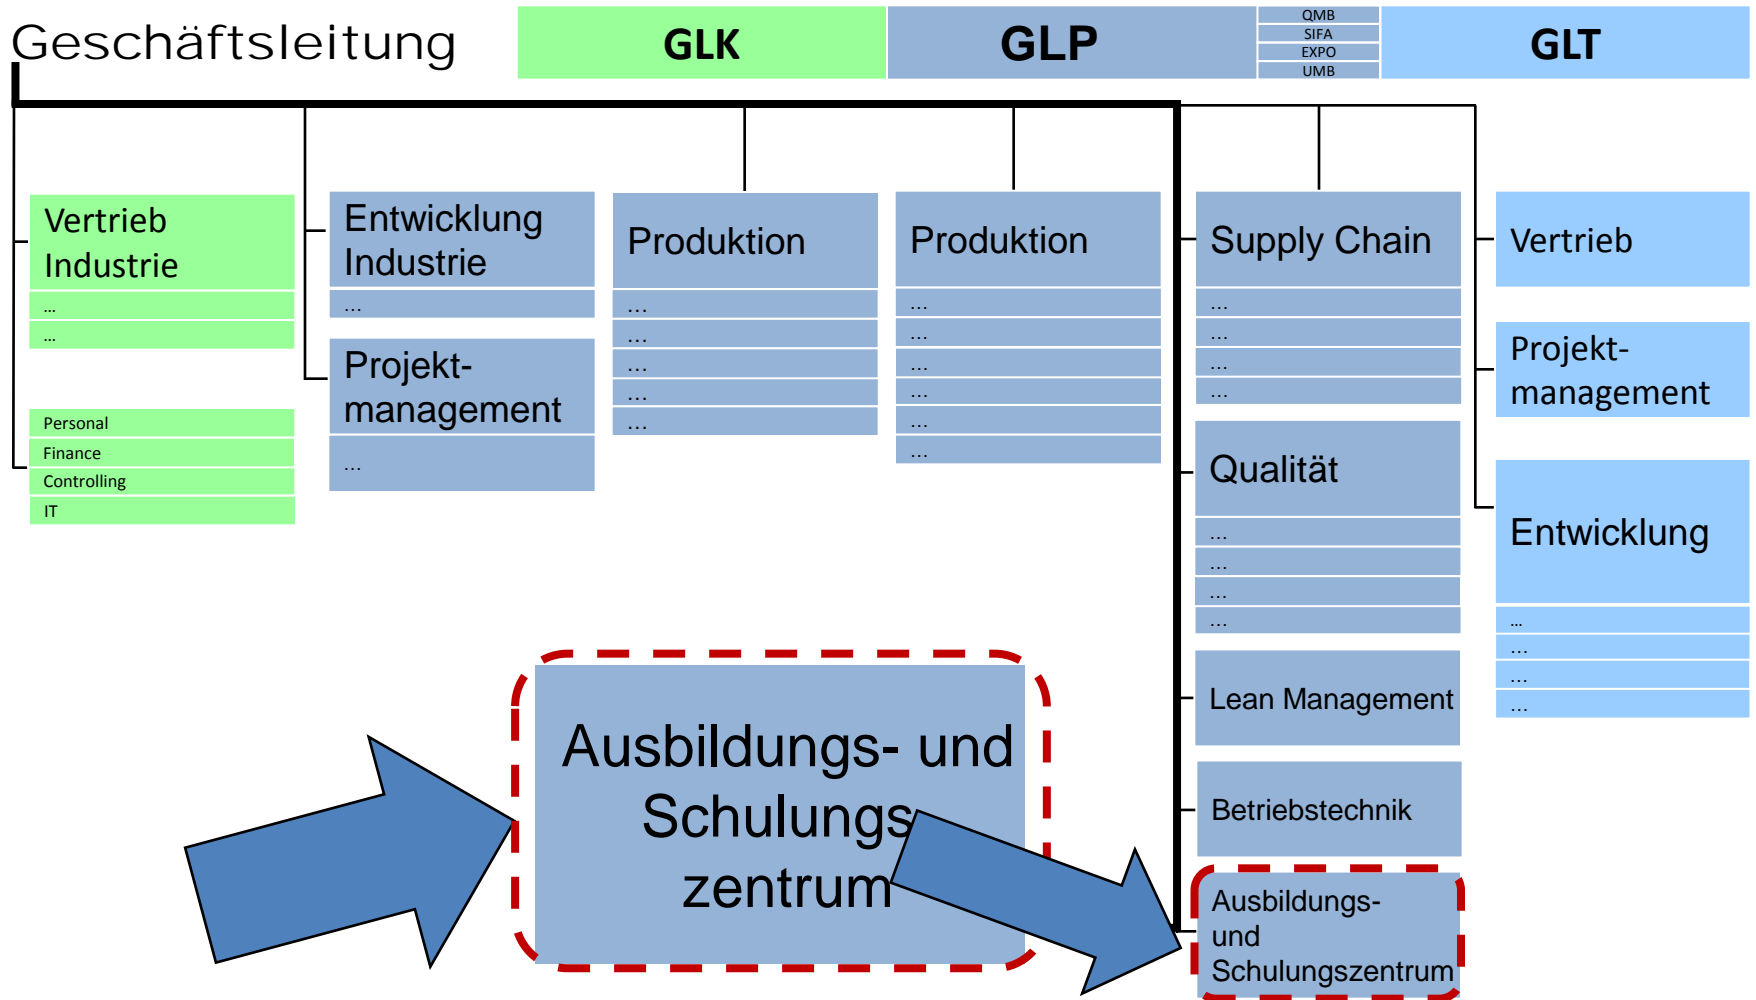 Geschäftsleitung
GLK
GLP
QMB
SIFA
EXPO
UMB
GLT
Vertrieb
Industrie
...
...
Personal
Finance
Controlling
IT
Entwicklung
Industrie
...
Projekt-
management
...
Produktion
...
...
...
...
...
Produktion
...
...
...
...
...
...
Supply Chain
...
...
...
...
Qualität
...
...
...
...
Lean Management
Betriebstechnik
Ausbildungs-
und
Schulungszentrum
Vertrieb
Projekt-
management
Entwicklung
...
...
...
...
Ausbildungs- und
Schulungs
zentrum